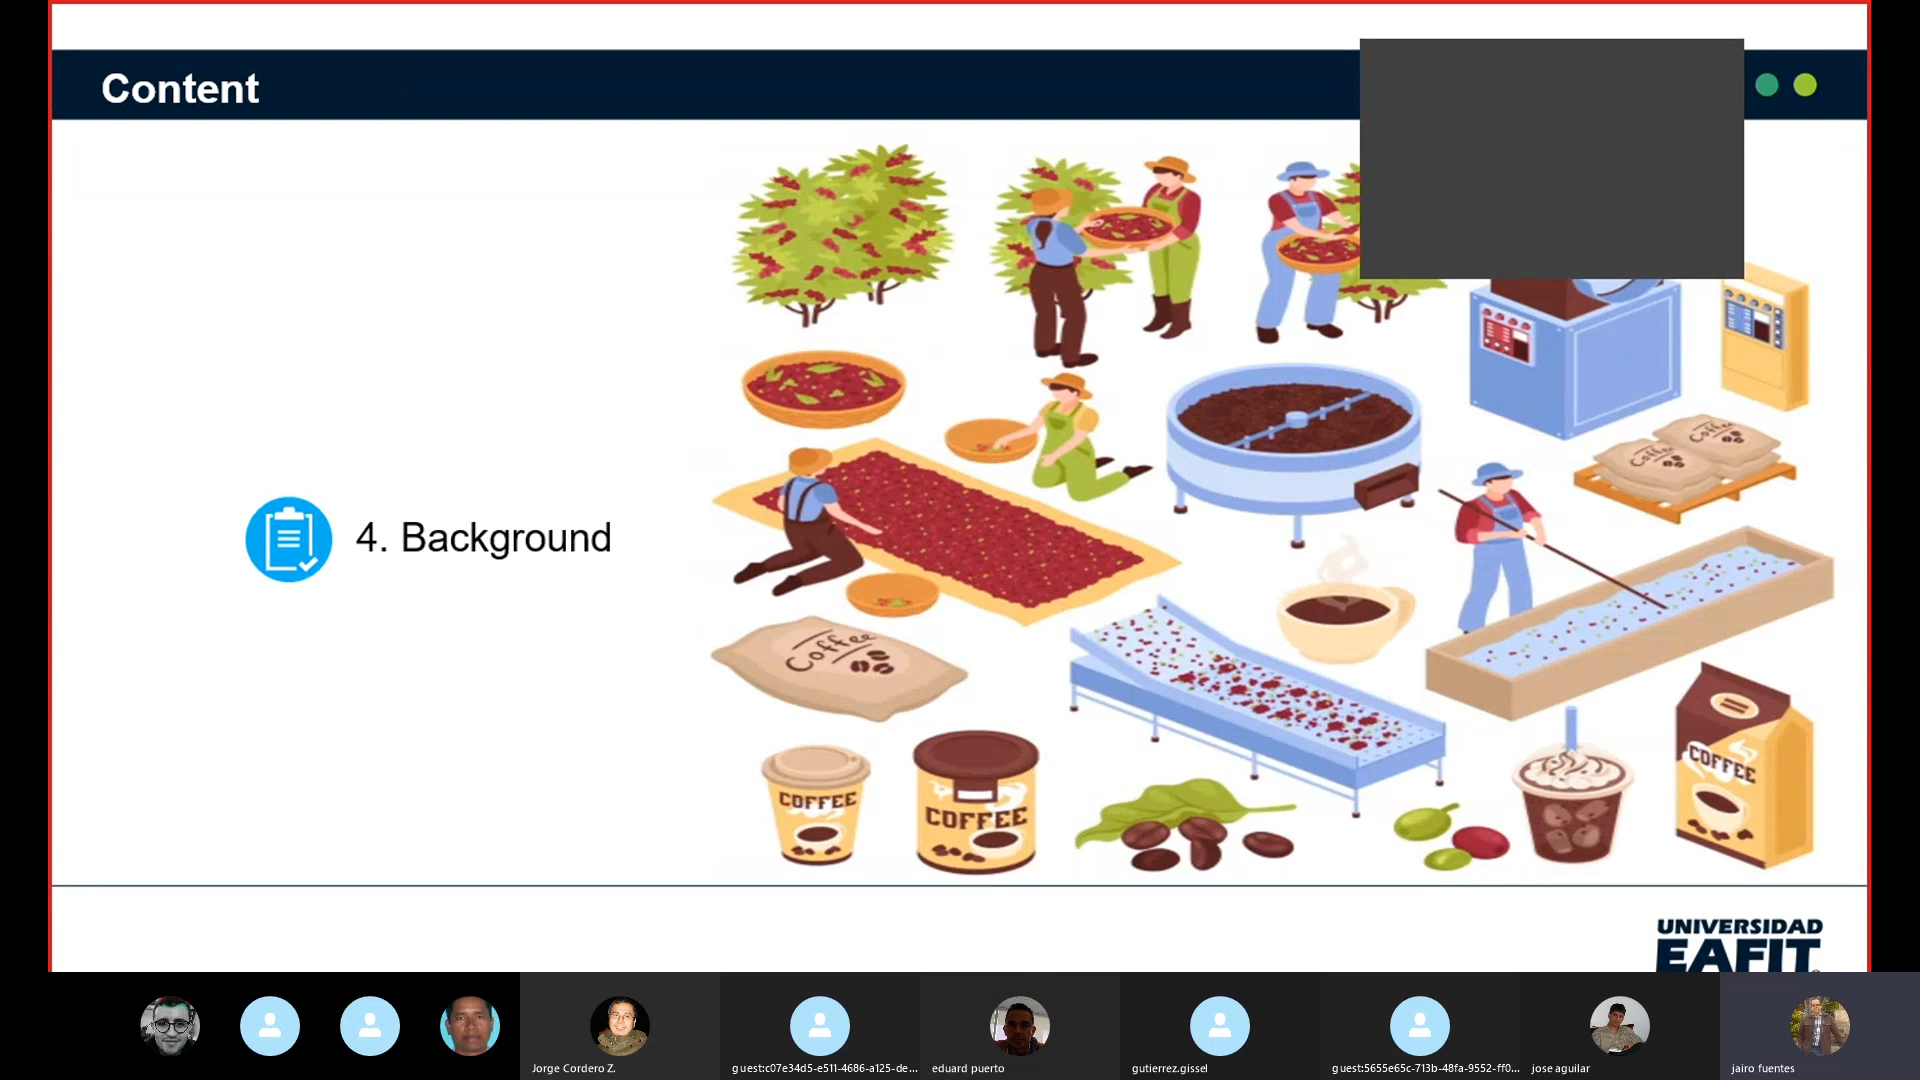 Content
4. Background
Coffee
Coffee
Coffee
COFFEE
COFFEE
COFFEE
UNIVERSIDAD
EAFIT
Jorge Cordero Z.
guest:c07e34d5-e511-4686-a125-de...
eduard puerto
gutierrez.gissel
guest:5655e65c-713b-48fa-9552-ff0...
jose aguilar
jairo fuentes